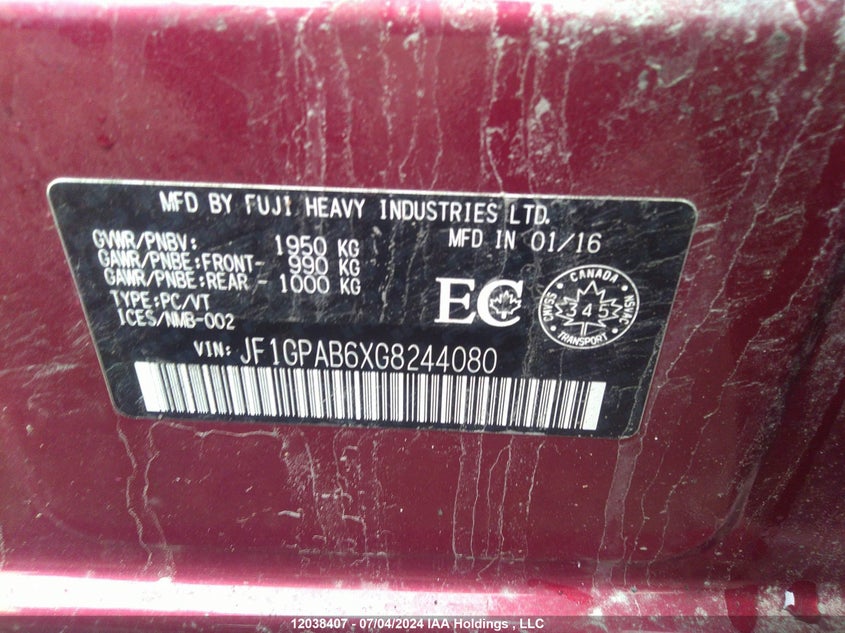 MFD BY FUJI HEAVY INDUSTRIES LTD.
GVWR/PNBV: 1950 KG MFD IN 01/16
GAWR/PNBE:FRONT- 990 KG
GAWR/PNBE:REAR - 1000 KG
TYPE:PC/VT
ICES/NMB-002
EC
CANADA
CMVSS NSVAC
345
TRANSPORT
VIN: JF1GPAB6XG8244080
12038407 - 07/04/2024 IAA Holdings , LLC